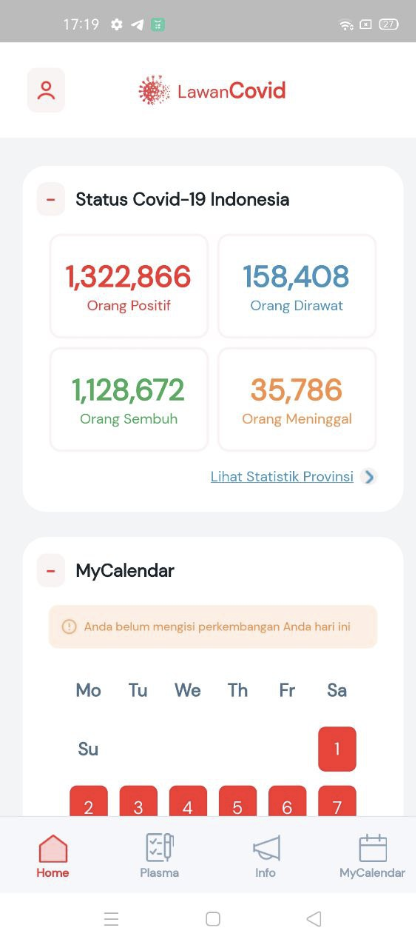 17:19
27
LawanCovid
Status Covid-19 Indonesia
1,322,866
Orang Positif
158,408
Orang Dirawat
1,128,672
Orang Sembuh
35,786
Orang Meninggal
Lihat Statistik Provinsi
MyCalendar
Anda belum mengisi perkembangan Anda hari ini
Mo Tu We Th Fr Sa
Su 1
2 3 4 5 6 7
Home Plasma Info MyCalendar